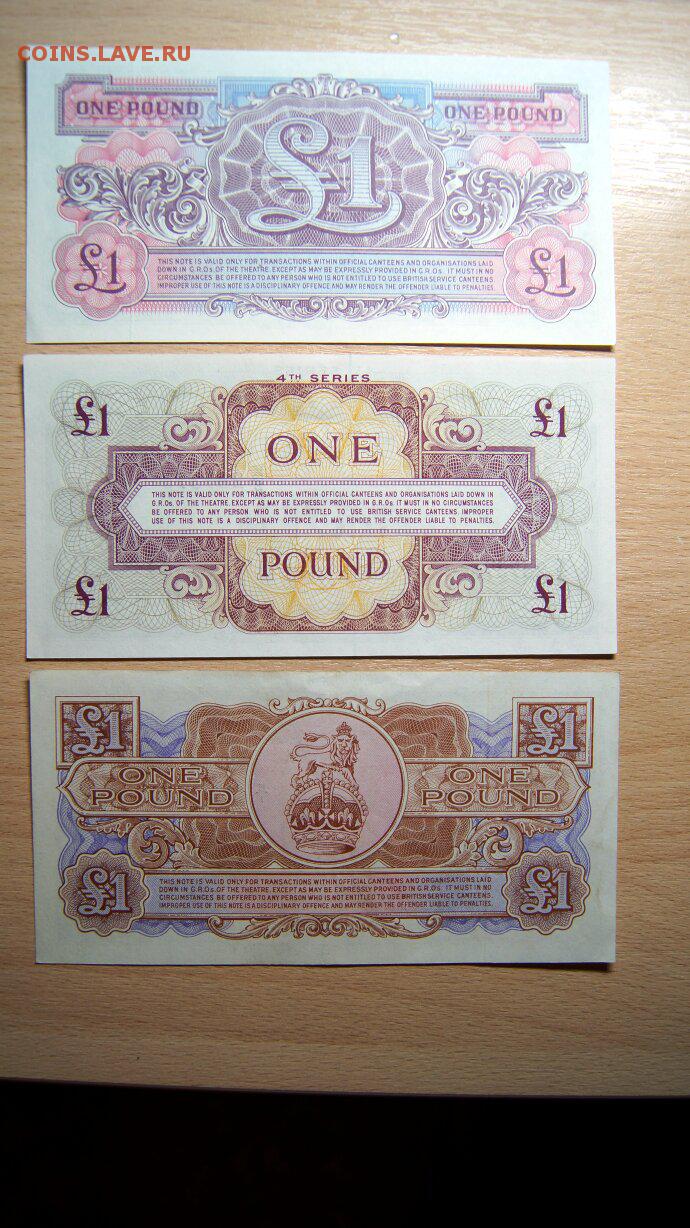 COINS.LAVE.RU
ONE POUND
£1
ONE POUND
£1
THIS NOTE IS VALID ONLY FOR TRANSACTIONS WITHIN OFFICIAL CANTEENS AND ORGANISATIONS LAID
DOWN IN G.R.Os. OF THE THEATRE, EXCEPT AS MAY BE EXPRESSLY PROVIDED IN G.R.Os. IT MUST IN NO
CIRCUMSTANCES BE OFFERED TO ANY PERSON WHO IS NOT ENTITLED TO USE BRITISH SERVICE CANTEENS.
IMPROPER USE OF THIS NOTE IS A DISCIPLINARY OFFENCE AND MAY RENDER THE OFFENDER LIABLE TO PENALTIES.
£1
4TH SERIES
£1
£1
ONE
THIS NOTE IS VALID ONLY FOR TRANSACTIONS WITHIN OFFICIAL CANTEENS AND ORGANISATIONS LAID DOWN IN
G.R.Os. OF THE THEATRE, EXCEPT AS MAY BE EXPRESSLY PROVIDED IN G.R.Os. IT MUST IN NO CIRCUMSTANCES
BE OFFERED TO ANY PERSON WHO IS NOT ENTITLED TO USE BRITISH SERVICE CANTEENS. IMPROPER
USE OF THIS NOTE IS A DISCIPLINARY OFFENCE AND MAY RENDER THE OFFENDER LIABLE TO PENALTIES.
POUND
£1
£1
£1
£1
ONE
POUND
ONE
POUND
£1
THIS NOTE IS VALID ONLY FOR TRANSACTIONS WITHIN OFFICIAL CANTEENS AND ORGANISATIONS LAID
DOWN IN G.R.Os. OF THE THEATRE, EXCEPT AS MAY BE EXPRESSLY PROVIDED IN G.R.Os. IT MUST IN NO
CIRCUMSTANCES BE OFFERED TO ANY PERSON WHO IS NOT ENTITLED TO USE BRITISH SERVICE CANTEENS.
IMPROPER USE OF THIS NOTE IS A DISCIPLINARY OFFENCE AND MAY RENDER THE OFFENDER LIABLE TO PENALTIES.
£1